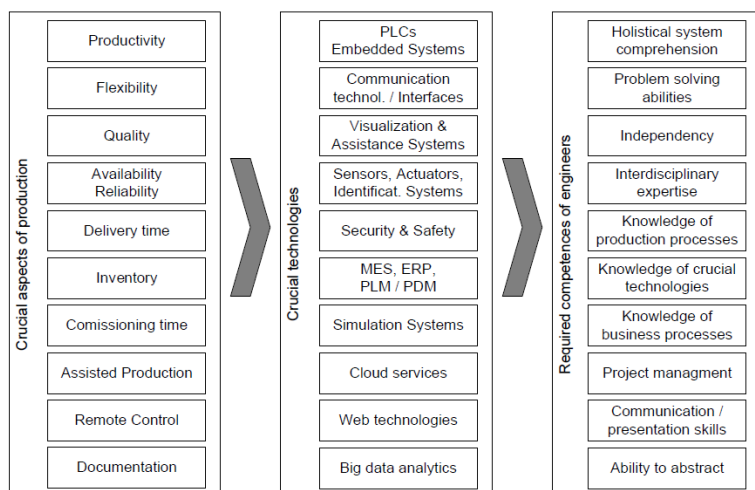 Crucial aspects of production
Productivity
Flexibility
Quality
Availability
Reliability
Delivery time
Inventory
Comissioning time
Assisted Production
Remote Control
Documentation
Crucial technologies
PLCs
Embedded Systems
Communication
technol. / Interfaces
Visualization &
Assistance Systems
Sensors, Actuators,
Identificat. Systems
Security & Safety
MES, ERP,
PLM / PDM
Simulation Systems
Cloud services
Web technologies
Big data analytics
Required competences of engineers
Holistical system
comprehension
Problem solving
abilities
Independency
Interdisciplinary
expertise
Knowledge of
production processes
Knowledge of crucial
technologies
Knowledge of
business processes
Project managment
Communication /
presentation skills
Ability to abstract